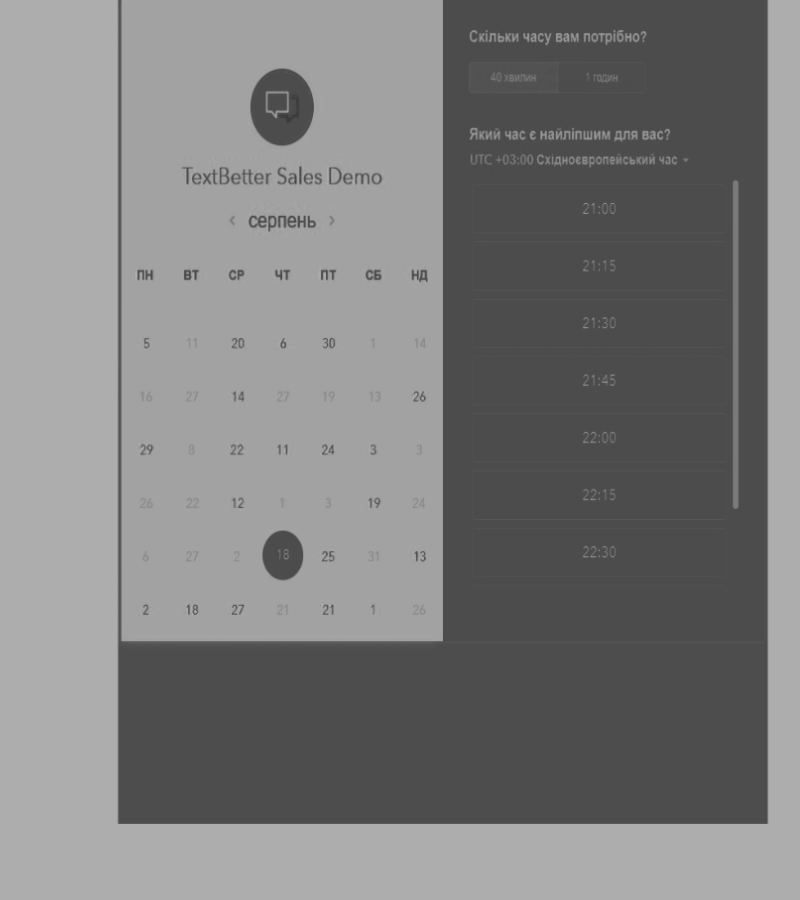 TextBetter Sales Demo
‹ серпень ›
ПН ВТ СР ЧТ ПТ СБ НД
5 11 20 6 30 1 14
16 27 14 27 19 13 26
29 8 22 11 24 3 3
26 22 12 1 3 19 24
6 27 2 18 25 31 13
2 18 27 21 21 1 26
Скільки часу вам потрібно?
40 хвилин 1 годин
Який час є найліпшим для вас?
UTC +03:00 Східноєвропейський час
21:00
21:15
21:30
21:45
22:00
22:15
22:30